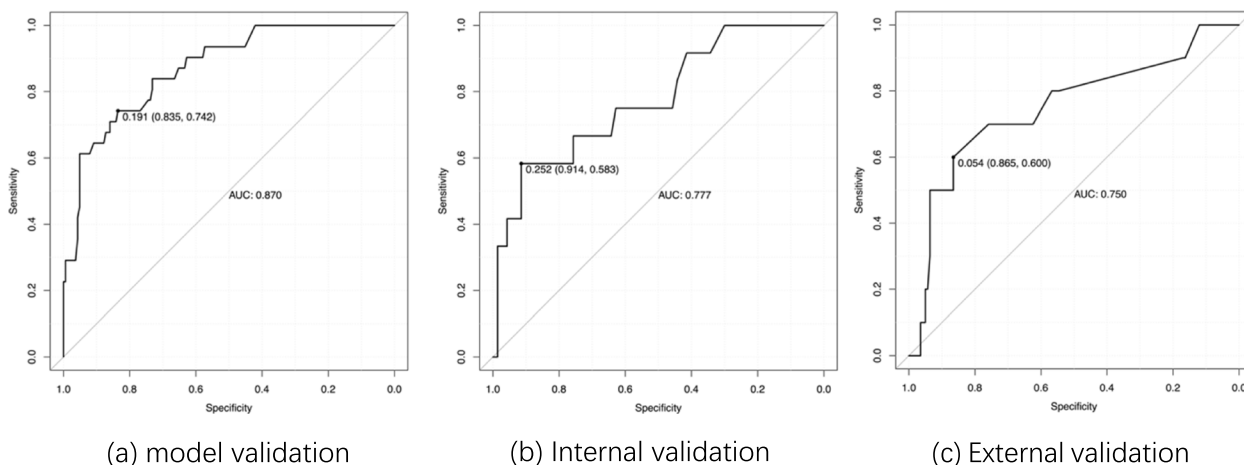 1.0
0.8
0.6
0.4
0.2
0.0
Sensitivity
0.191 (0.835, 0.742)
AUC: 0.870
1.0 0.8 0.6 0.4 0.2 0.0
Specificity
(a) model validation
1.0
0.8
0.6
0.4
0.2
0.0
Sensitivity
0.252 (0.914, 0.583)
AUC: 0.777
1.0 0.8 0.6 0.4 0.2 0.0
Specificity
(b) Internal validation
1.0
0.8
0.6
0.4
0.2
0.0
Sensitivity
0.054 (0.865, 0.600)
AUC: 0.750
1.0 0.8 0.6 0.4 0.2 0.0
Specificity
(c) External validation